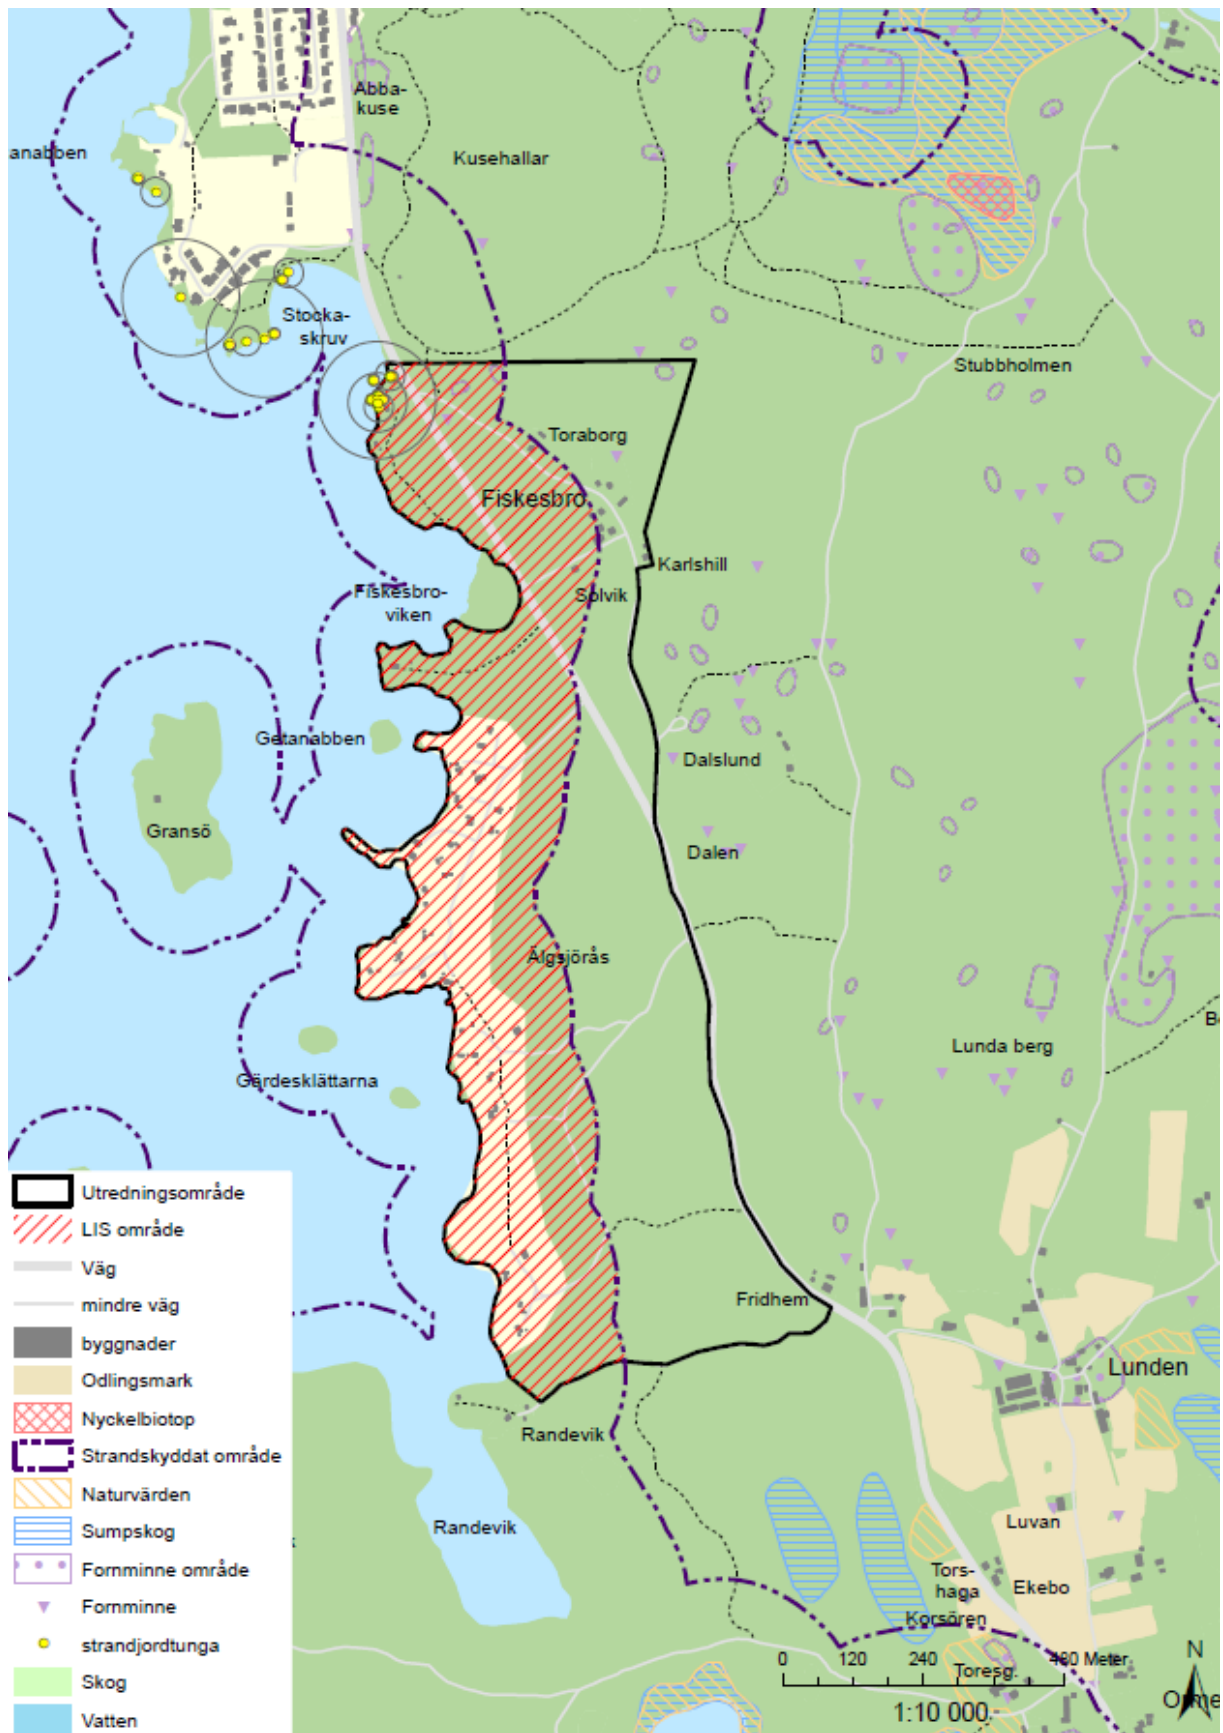 Abba-
kuse
anabben
Kusehallar
Stocka-
skruv
Stubbholmen
Toraborg
Fiskesbro
Karlshill
Solvik
Fiskesbro-
viken
Getanabben
Dalslund
Gransö
Dalen
Älgsjörås
Lunda berg
Gärdesklättarna
Fridhem
Lunden
Randevik
Randevik
Luvan
Tors-
haga
Ekebo
Korsören
Toresg.
Utredningsområde
LIS område
Väg
mindre väg
byggnader
Odlingsmark
Nyckelbiotop
Strandskyddat område
Naturvärden
Sumpskog
Fornminne område
Fornminne
strandjordtunga
Skog
Vatten
0 120 240 480 Meter
1:10 000
N